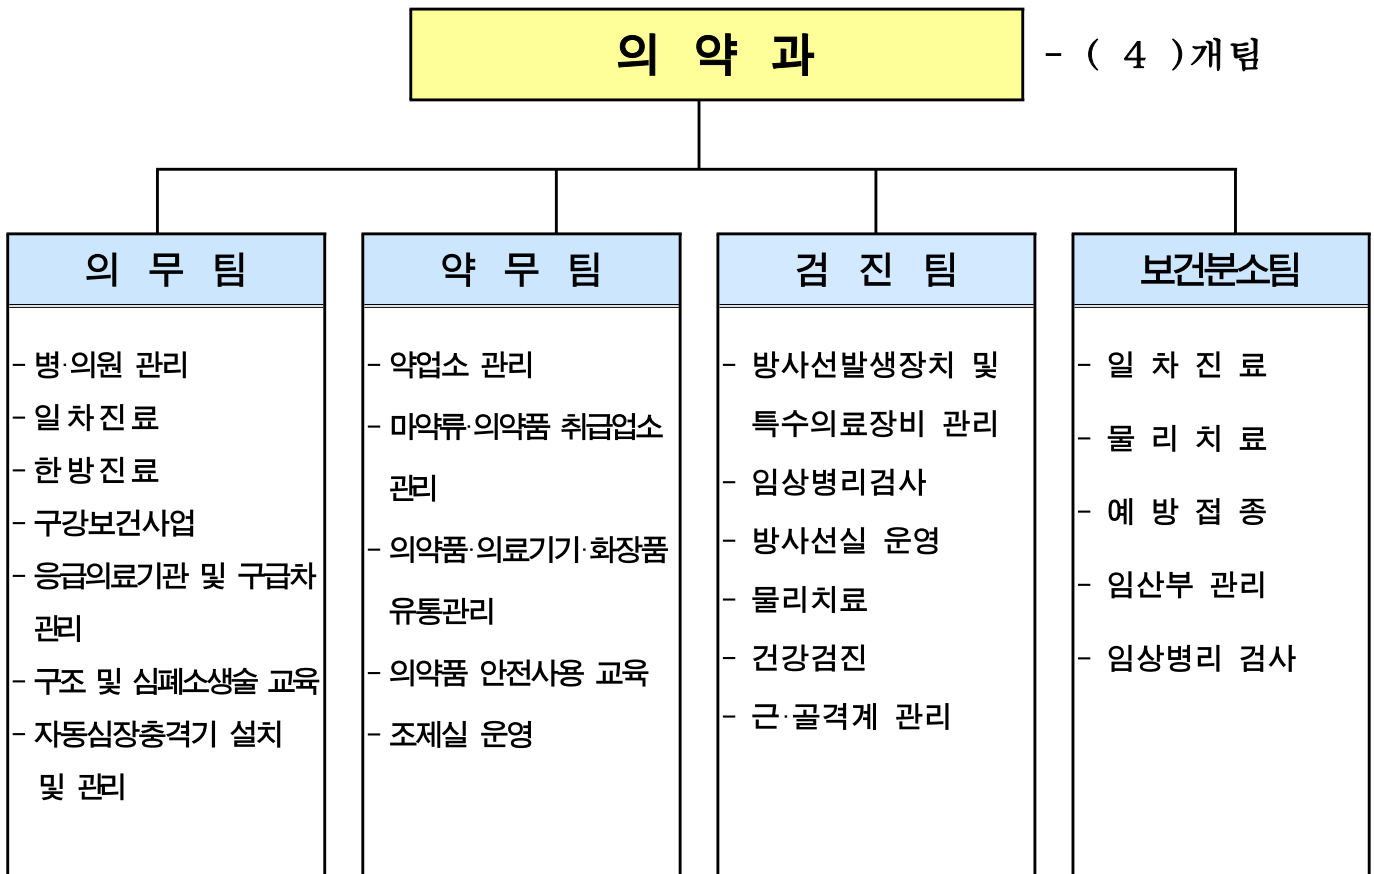 의 약 과
- ( 4 )개팀
의 무 팀
- 병·의원 관리
- 일차진료
- 한방진료
- 구강보건사업
- 응급의료기관 및 구급차
관리
- 구조 및 심폐소생술 교육
- 자동심장충격기 설치
및 관리
약 무 팀
- 약업소 관리
- 마약류·의약품 취급업소
관리
- 의약품·의료기기·화장품
유통관리
- 의약품 안전사용 교육
- 조제실 운영
검 진 팀
- 방사선발생장치 및
특수의료장비 관리
- 임상병리검사
- 방사선실 운영
- 물리치료
- 건강검진
- 근·골격계 관리
보건분소팀
- 일 차 진 료
- 물 리 치 료
- 예 방 접 종
- 임산부 관리
- 임상병리 검사